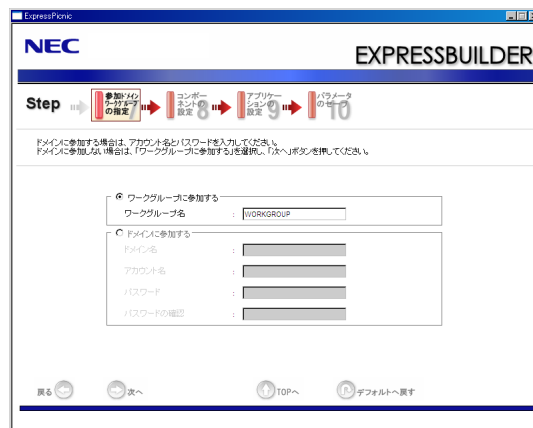 ExpressPicnic
NEC
EXPRESSBUILDER
Step
参加ドメイン
ワークグループ
の指定 7
コンポー
ネントの
設定 8
アプリケー
ションの
設定 9
パラメータ
のセーブ
10
ドメインに参加する場合は、アカウント名とパスワードを入力してください。
ドメインに参加しない場合は、「ワークグループに参加する」を選択し、「次へ」ボタンを押してください。
ワークグループに参加する
ワークグループ名 : WORKGROUP
ドメインに参加する
ドメイン名 :
アカウント名 :
パスワード :
パスワードの確認 :
戻る 次へ TOPへ デフォルトへ戻す